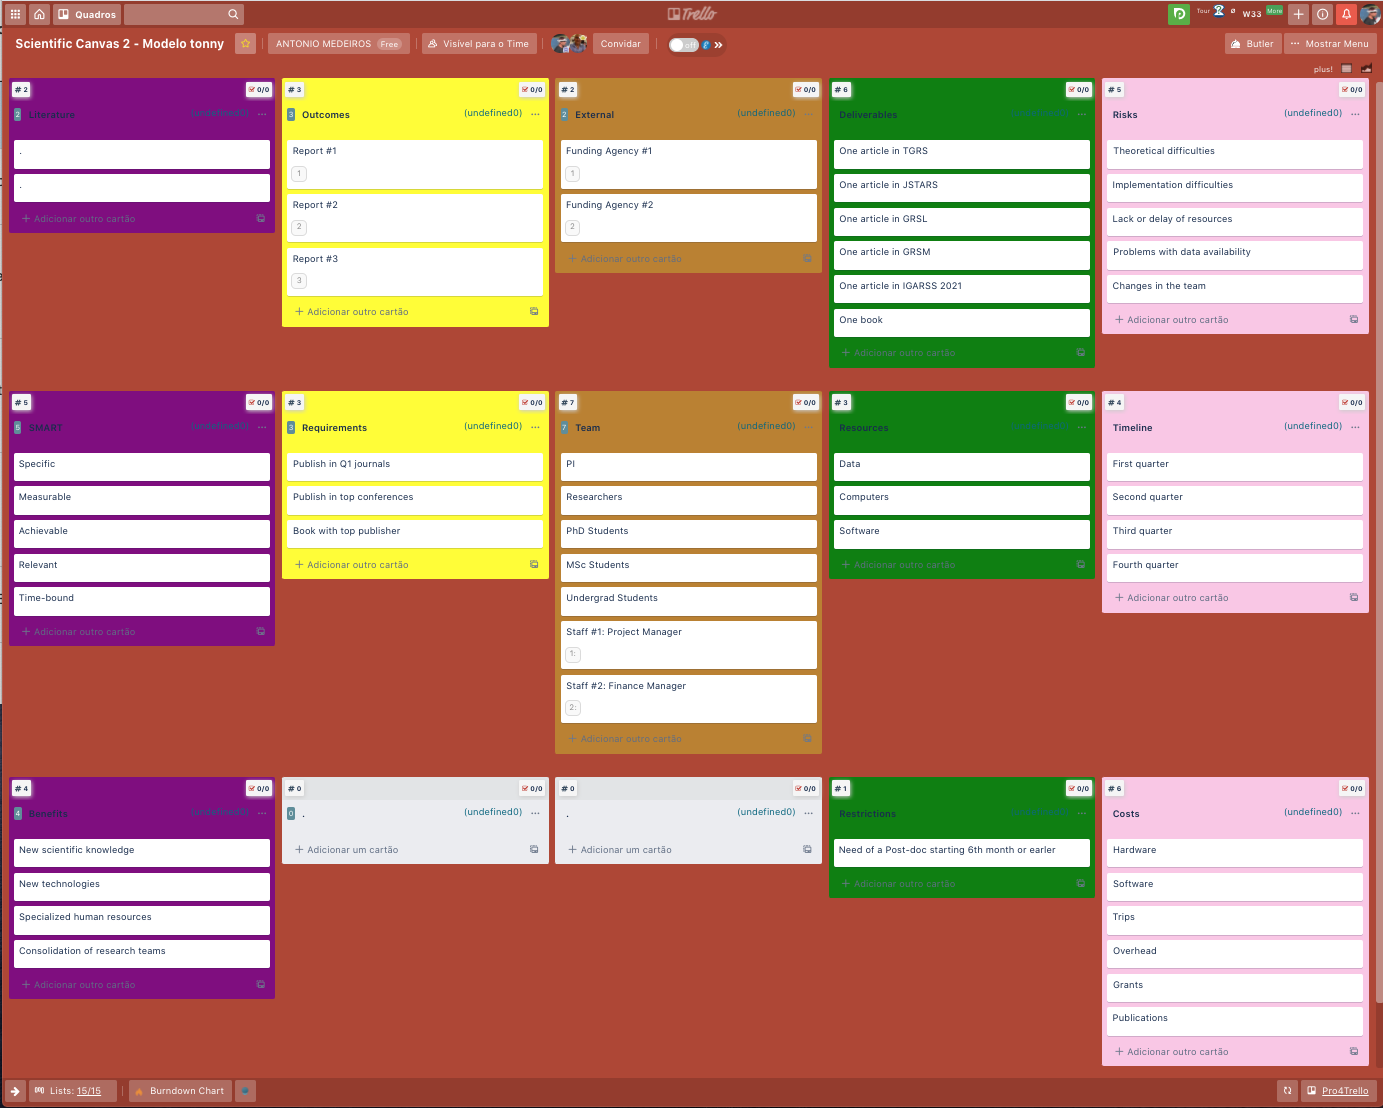 Quadros
Trello
Tour
W33
More
Scientific Canvas 2 - Modelo tonny
ANTONIO MEDEIROS Free
Visível para o Time
Convidar
off
Butler
Mostrar Menu
plus!
# 2
0/0
2 Literature (undefined0)
.
.
Adicionar outro cartão
# 3
0/0
3 Outcomes (undefined0)
Report #1
1
Report #2
2
Report #3
3
Adicionar outro cartão
# 2
0/0
2 External (undefined0)
Funding Agency #1
1
Funding Agency #2
2
Adicionar outro cartão
# 6
0/0
Deliverables (undefined0)
One article in TGRS
One article in JSTARS
One article in GRSL
One article in GRSM
One article in IGARSS 2021
One book
Adicionar outro cartão
# 5
0/0
Risks (undefined0)
Theoretical difficulties
Implementation difficulties
Lack or delay of resources
Problems with data availability
Changes in the team
Adicionar outro cartão
# 5
0/0
5 SMART (undefined0)
Specific
Measurable
Achievable
Relevant
Time-bound
Adicionar outro cartão
# 3
0/0
3 Requirements (undefined0)
Publish in Q1 journals
Publish in top conferences
Book with top publisher
Adicionar outro cartão
# 7
0/0
7 Team (undefined0)
PI
Researchers
PhD Students
MSc Students
Undergrad Students
Staff #1: Project Manager
1:
Staff #2: Finance Manager
2:
Adicionar outro cartão
# 3
0/0
Resources (undefined0)
Data
Computers
Software
Adicionar outro cartão
# 4
0/0
Timeline (undefined0)
First quarter
Second quarter
Third quarter
Fourth quarter
Adicionar outro cartão
# 4
0/0
4 Benefits (undefined0)
New scientific knowledge
New technologies
Specialized human resources
Consolidation of research teams
Adicionar outro cartão
# 0
0/0
0 . (undefined0)
Adicionar um cartão
# 0
0/0
. (undefined0)
Adicionar um cartão
# 1
0/0
Restrictions (undefined0)
Need of a Post-doc starting 6th month or earler
Adicionar outro cartão
# 6
0/0
Costs (undefined0)
Hardware
Software
Trips
Overhead
Grants
Publications
Adicionar outro cartão
Lists: 15/15
Burndown Chart
Pro4Trello